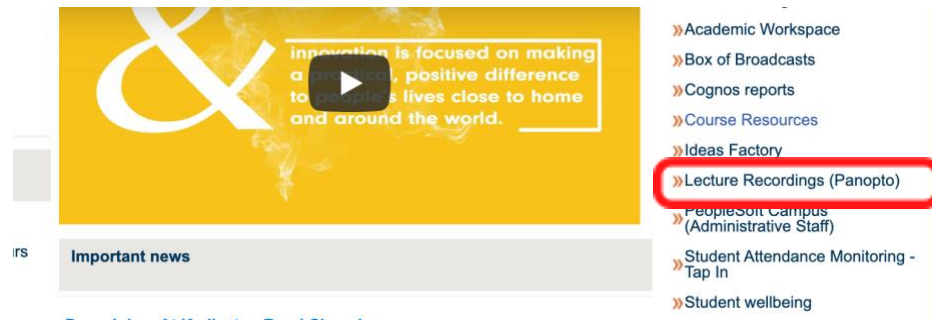 &
innovation is focused on making
a practical, positive difference
to people's lives close to home
and around the world.
urs
Important news
»Academic Workspace
»Box of Broadcasts
»Cognos reports
»Course Resources
»Ideas Factory
»Lecture Recordings (Panopto)
»PeopleSoft Campus
(Administrative Staff)
»Student Attendance Monitoring -
Tap In
»Student wellbeing